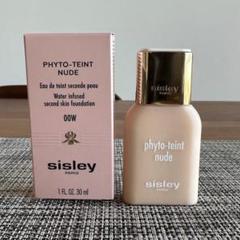 PHYTO-TEINT
NUDE
Eau de teint seconde peau
Water infused
second skin foundation
00W
sisley
PARIS
1 FL. OZ. 30 ml
phyto-teint
nude
sisley
PARIS